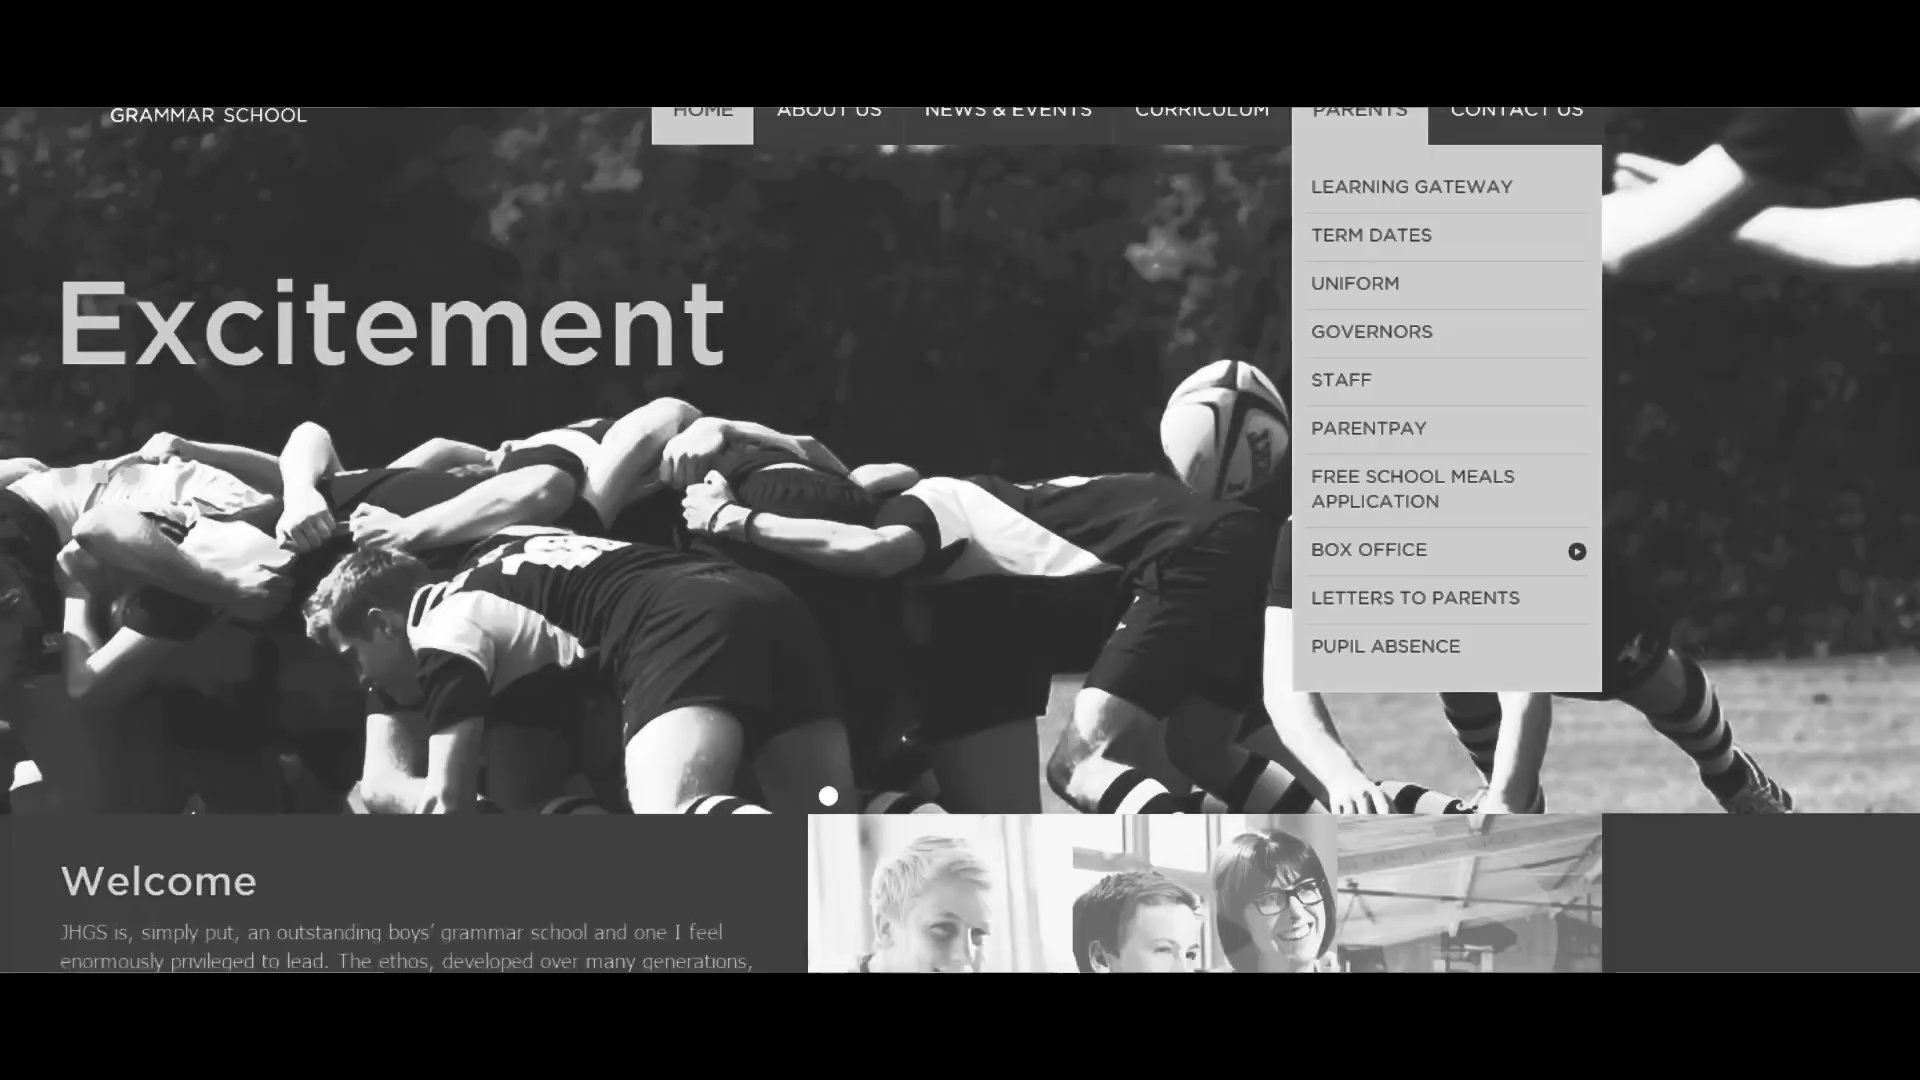 GRAMMAR SCHOOL
HOME
ABOUT US
NEWS & EVENTS
CURRICULUM
PARENTS
CONTACT US
LEARNING GATEWAY
TERM DATES
UNIFORM
GOVERNORS
STAFF
PARENTPAY
FREE SCHOOL MEALS
APPLICATION
BOX OFFICE
LETTERS TO PARENTS
PUPIL ABSENCE
Excitement
Welcome
JHGS is, simply put, an outstanding boys’ grammar school and one I feel
enormously privileged to lead. The ethos, developed over many generations,